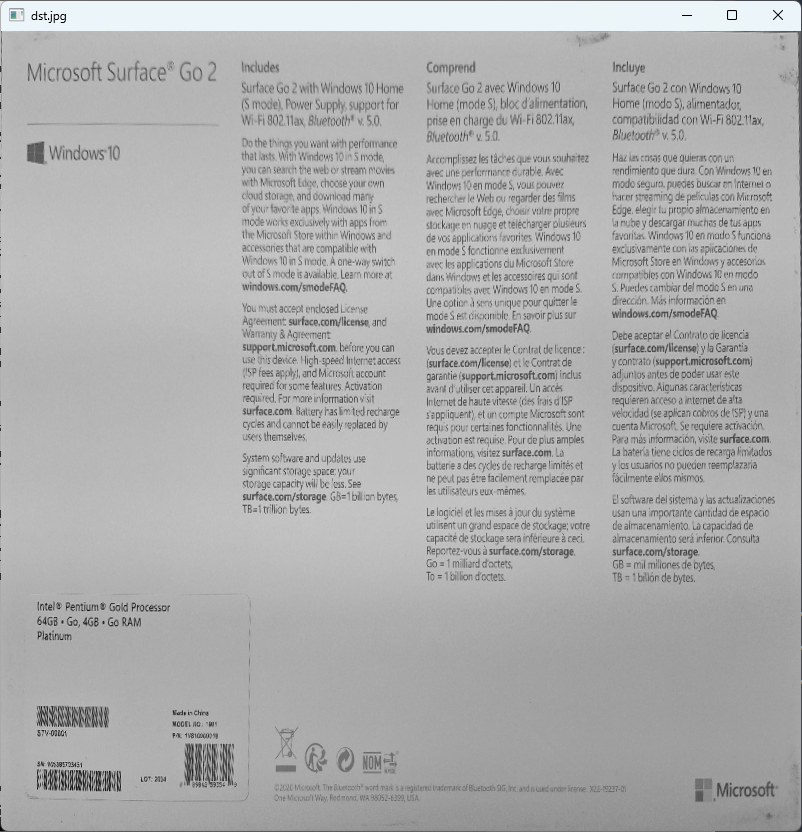 dst.jpg
Microsoft Surface® Go 2
Windows 10
Includes
Surface Go 2 with Windows 10 Home
(S mode), Power Supply, support for
Wi-Fi 802.11ax, Bluetooth® v. 5.0.
Do the things you want with performance
that lasts. With Windows 10 in S mode,
you can search the web or stream movies
with Microsoft Edge, choose your own
cloud storage, and download many
of your favorite apps. Windows 10 in S
mode works exclusively with apps from
the Microsoft Store within Windows and
accessories that are compatible with
Windows 10 in S mode. A one-way switch
out of S mode is available. Learn more at
windows.com/smodeFAQ.
You must accept enclosed License
Agreement: surface.com/license, and
Warranty & Agreement:
support.microsoft.com, before you can
use this device. High-speed Internet access
(ISP fees apply), and Microsoft account
required for some features. Activation
required. For more information visit
surface.com. Battery has limited recharge
cycles and cannot be easily replaced by
users themselves.
System software and updates use
significant storage space; your
storage capacity will be less. See
surface.com/storage. GB=1 billion bytes,
TB=1 trillion bytes.
Comprend
Surface Go 2 avec Windows 10
Home (mode S), bloc d'alimentation,
prise en charge du Wi-Fi 802.11ax,
Bluetooth® v. 5.0.
Accomplissez les tâches que vous souhaitez
avec une performance durable. Avec
Windows 10 en mode S, vous pouvez
rechercher le Web ou regarder des films
avec Microsoft Edge, choisir votre propre
stockage en nuage et télécharger plusieurs
de vos applications favorites. Windows 10
en mode S fonctionne exclusivement
avec les applications du Microsoft Store
dans Windows et les accessoires qui sont
compatibles avec Windows 10 en mode S.
Une option à sens unique pour quitter le
mode S est disponible. En savoir plus sur
windows.com/smodeFAQ.
Vous devez accepter le Contrat de licence :
(surface.com/license) et le Contrat de
garantie (support.microsoft.com) inclus
avant d'utiliser cet appareil. Un accès
Internet de haute vitesse (des frais d'ISP
s'appliquent), et un compte Microsoft sont
requis pour certaines fonctionnalités. Une
activation est requise. Pour de plus amples
informations, visitez surface.com. La
batterie a des cycles de recharge limités et
ne peut pas être facilement remplacée par
les utilisateurs eux-mêmes.
Le logiciel et les mises à jour du système
utilisent un grand espace de stockage; votre
capacité de stockage sera inférieure à ceci.
Reportez-vous à surface.com/storage.
Go = 1 milliard d'octets,
To = 1 billion d'octets.
Incluye
Surface Go 2 con Windows 10
Home (modo S), alimentador,
compatibilidad con Wi-Fi 802.11ax,
Bluetooth® v. 5.0.
Haz las cosas que quieras con un
rendimiento que dura. Con Windows 10 en
modo seguro, puedes buscar en Internet o
hacer streaming de películas con Microsoft
Edge, elegir tu propio almacenamiento en
la nube y descargar muchas de tus apps
favoritas. Windows 10 en modo S funciona
exclusivamente con las aplicaciones de
Microsoft Store en Windows y accesorios
compatibles con Windows 10 en modo
S. Puedes cambiar del modo S en una
dirección. Más información en
windows.com/smodeFAQ.
Debe aceptar el Contrato de licencia
(surface.com/license) y la Garantía
y contrato (support.microsoft.com)
adjuntos antes de poder usar este
dispositivo. Algunas características
requieren acceso a Internet de alta
velocidad (se aplican cobros de ISP) y una
cuenta Microsoft. Se requiere activación.
Para más información, visite surface.com.
La batería tiene ciclos de recarga limitados
y los usuarios no pueden reemplazarla
fácilmente ellos mismos.
El software del sistema y las actualizaciones
usan una importante cantidad de espacio
de almacenamiento. La capacidad de
almacenamiento será inferior. Consulta
surface.com/storage.
GB = mil millones de bytes,
TB = 1 billón de bytes.
Intel® Pentium® Gold Processor
64GB • Go, 4GB • Go RAM
Platinum
Made in China
MODEL NO.: 1901
P/N:
S/N:
LOT: 2034
NOM
NYCE
©2020 Microsoft. The Bluetooth® word mark is a registered trademark of Bluetooth SIG, Inc. and is used under license. X22-15237-01
One Microsoft Way, Redmond, WA 98052-6399, USA.
Microsoft